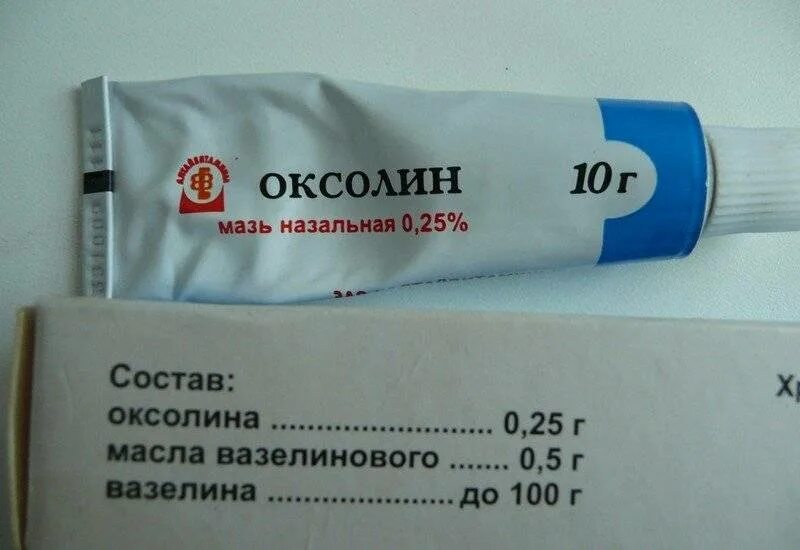 ОКСОЛИН
10 г
мазь назальная 0,25%
Состав:
оксолина ........................ 0,25 г
масла вазелинового ....... 0,5 г
вазелина ......................до 100 г